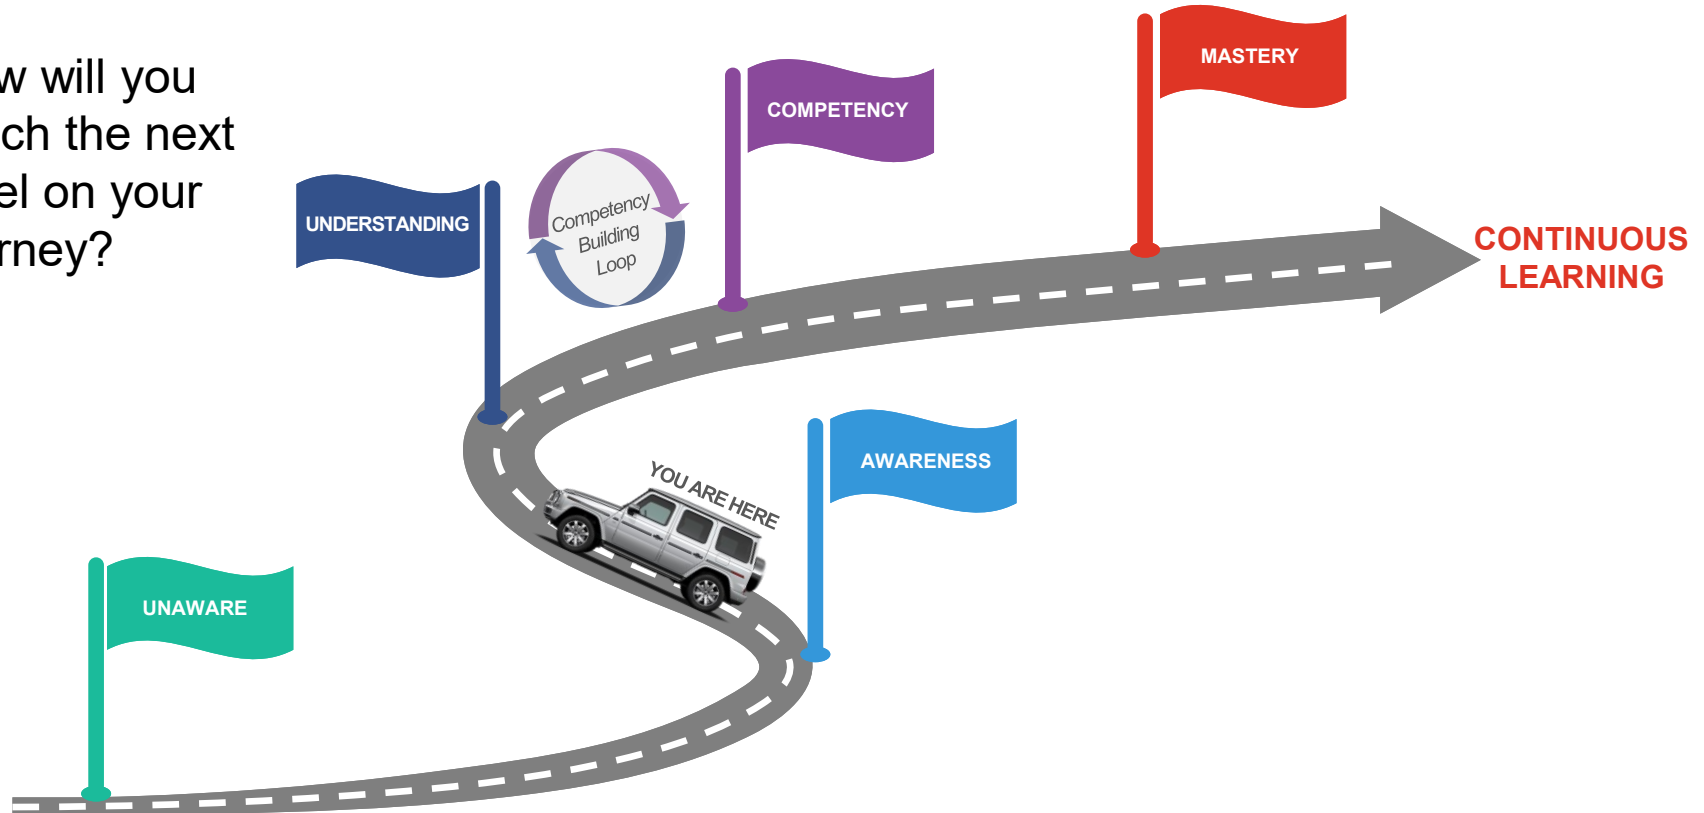 w will you
ch the next
el on your
rney?
MASTERY
COMPETENCY
UNDERSTANDING
Competency
Building
Loop
CONTINUOUS
LEARNING
AWARENESS
YOU ARE HERE
UNAWARE